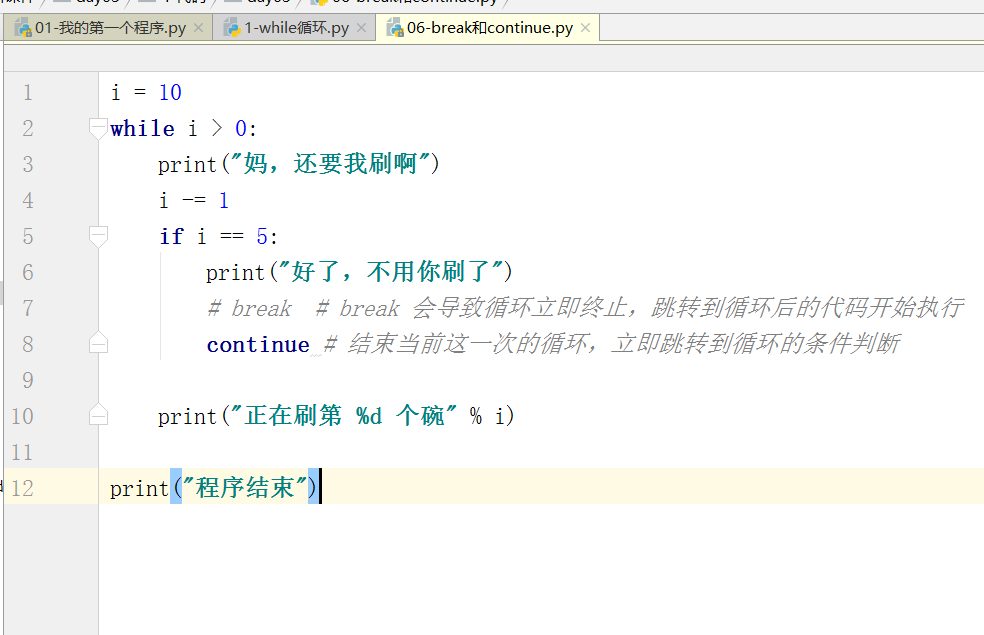 01-我的第一个程序.py 1-while循环.py 06-break和continue.py
1 i = 10
2 while i > 0:
3 print("妈，还要我刷啊")
4 i -= 1
5 if i == 5:
6 print("好了，不用你刷了")
7 # break # break 会导致循环立即终止，跳转到循环后的代码开始执行
8 continue # 结束当前这一次的循环，立即跳转到循环的条件判断
9
10 print("正在刷第 %d 个碗" % i)
11
12 print("程序结束")